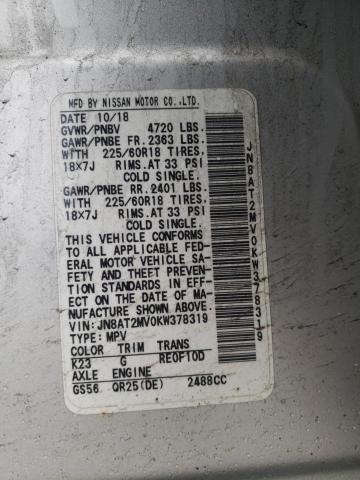 MFD BY NISSAN MOTOR CO.,LTD.
DATE 10/18
GVWR/PNBV 4720 LBS.
GAWR/PNBE FR.2363 LBS.
WITH 225/60R18 TIRES.
18X7J RIMS.AT 33 PSI
COLD SINGLE.
GAWR/PNBE RR.2401 LBS.
WITH 225/60R18 TIRES.
18X7J RIMS.AT 33 PSI
COLD SINGLE.
THIS VEHICLE CONFORMS
TO ALL APPLICABLE FED-
ERAL MOTOR VEHICLE SA-
FETY AND THEFT PREVEN-
TION STANDARDS IN EFF-
ECT ON THE DATE OF MA-
NUFACTURE SHOWN ABOVE.
VIN:JN8AT2MV0KW378319
TYPE:MPV
COLOR TRIM TRANS
K23 G RE0F10D
AXLE ENGINE
GS56 QR25(DE) 2488CC
JN8AT2MV0KW378319